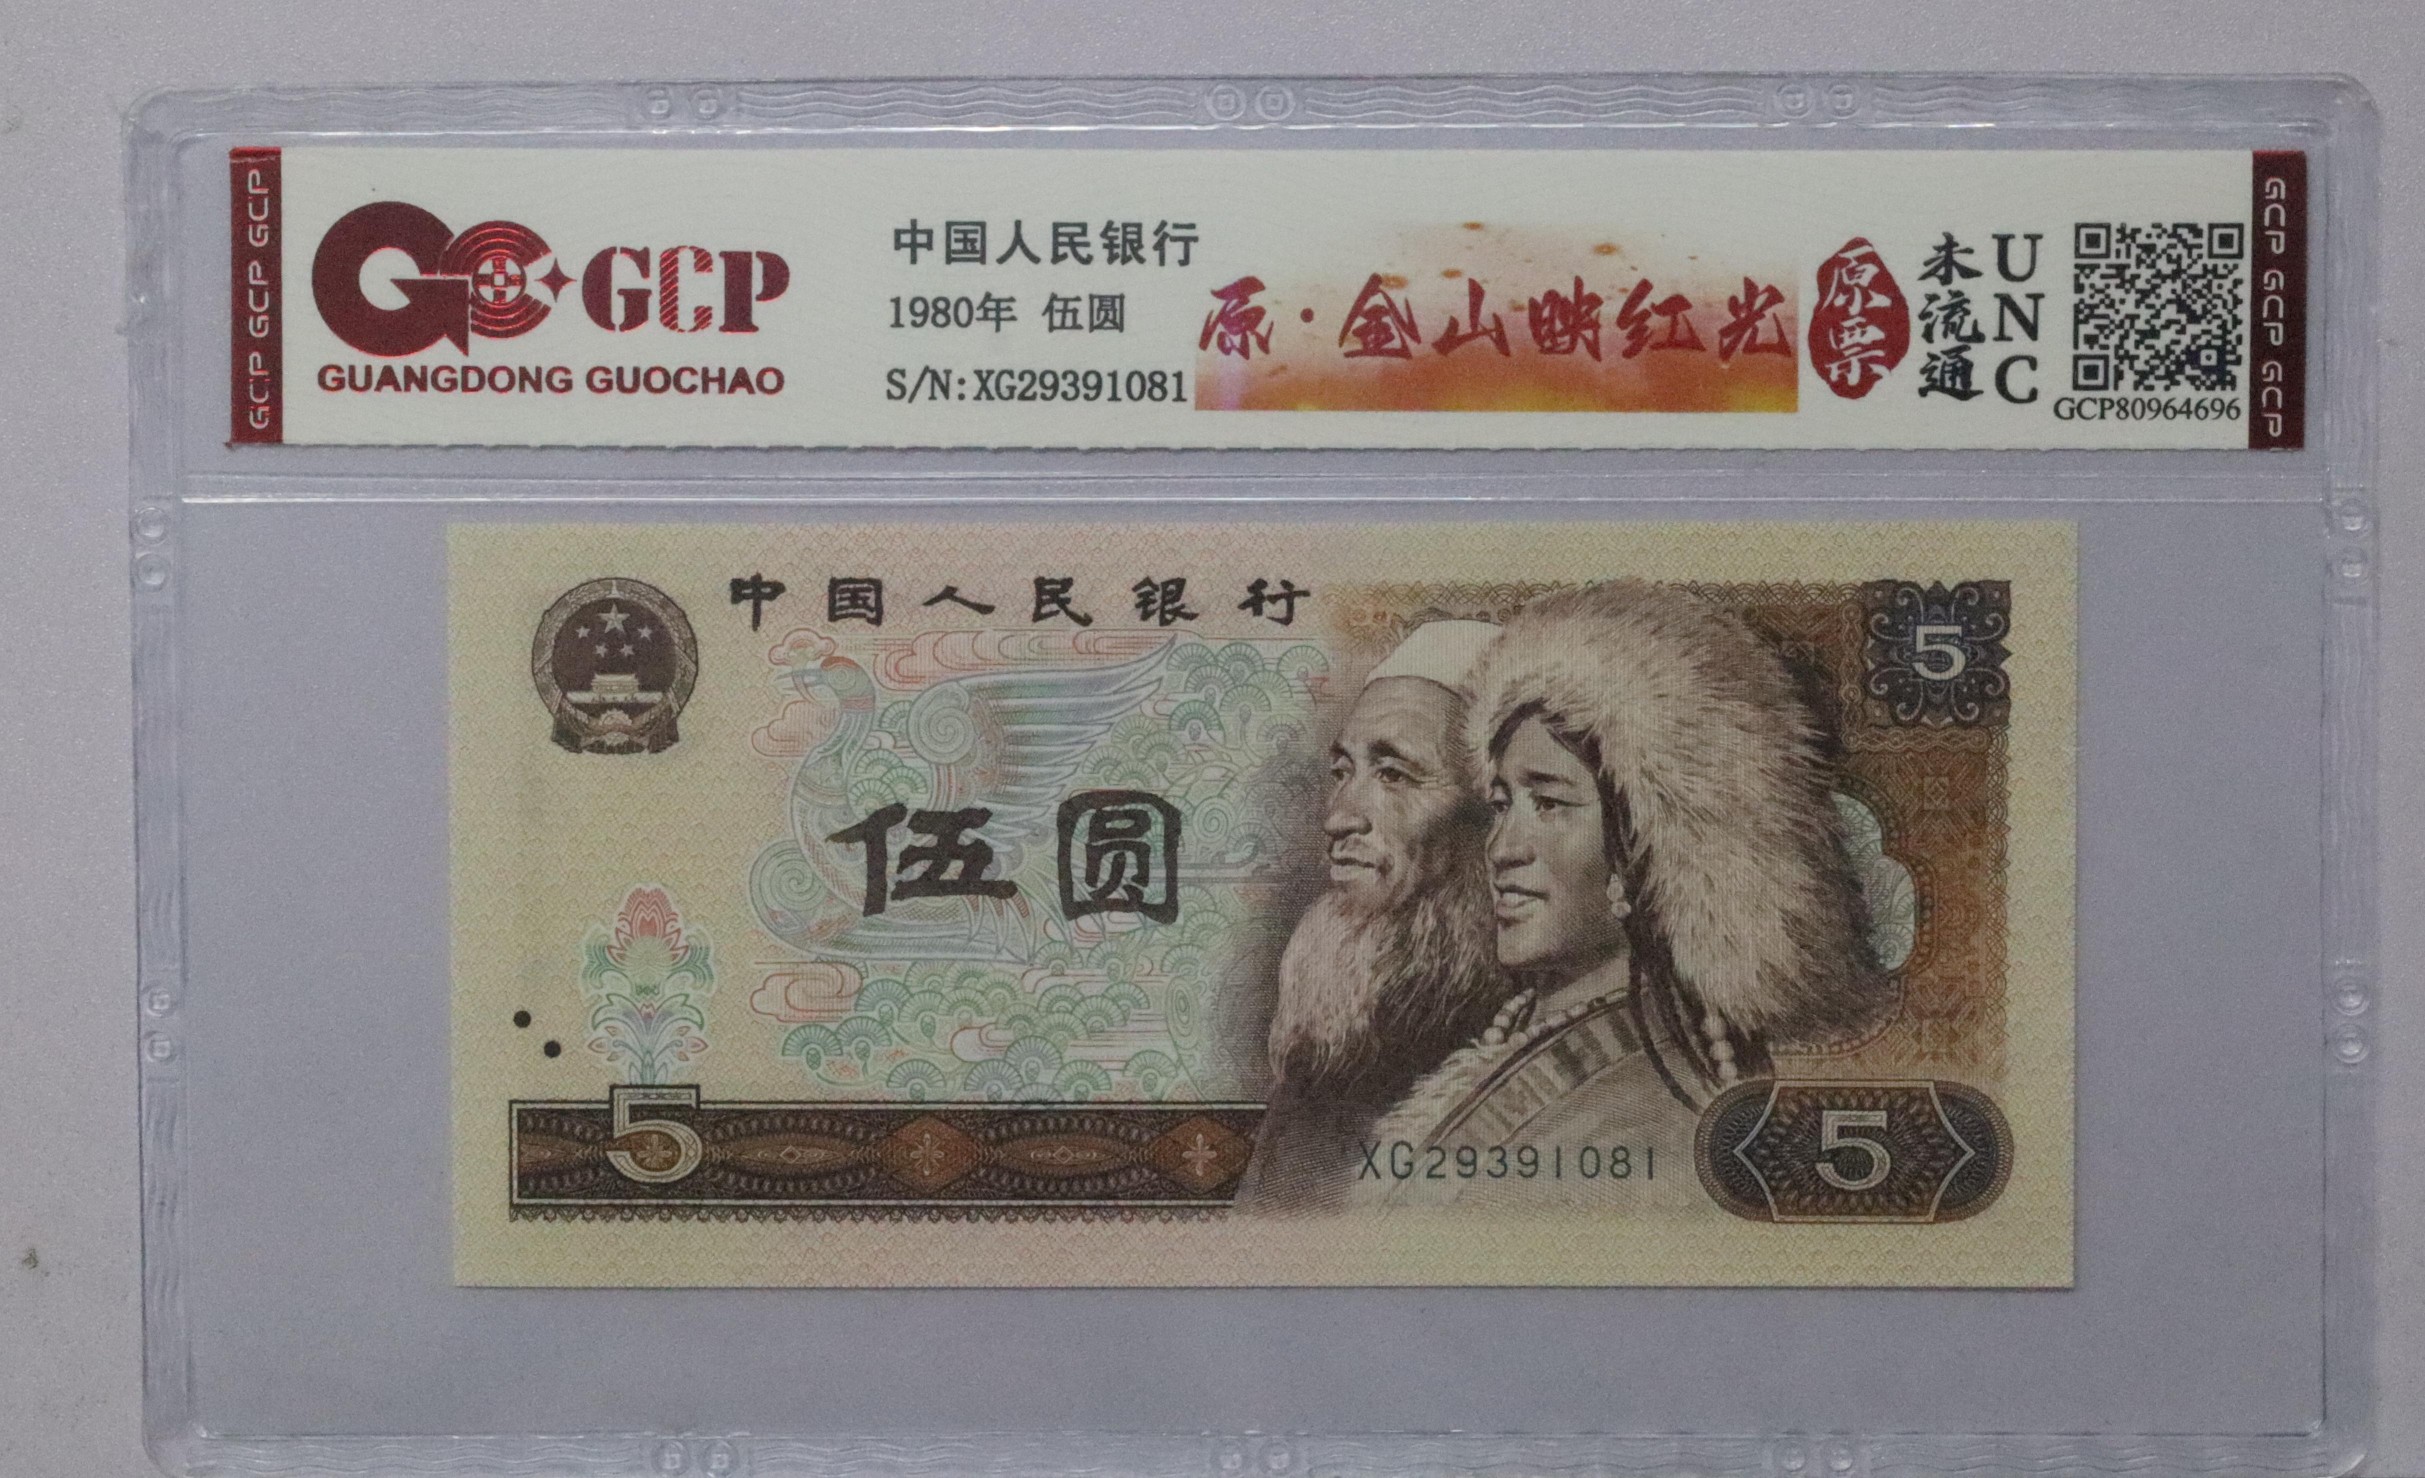 GCP GCP GCP
GCP
GUANGDONG GUOCHAO
中国人民银行
1980年 伍圆
S/N:XG29391081
原·金山映红光
原票
未流通
UNC
GCP80964696
GCP GCP GCP
中国人民银行
5
伍圆
5
XG29391081
5